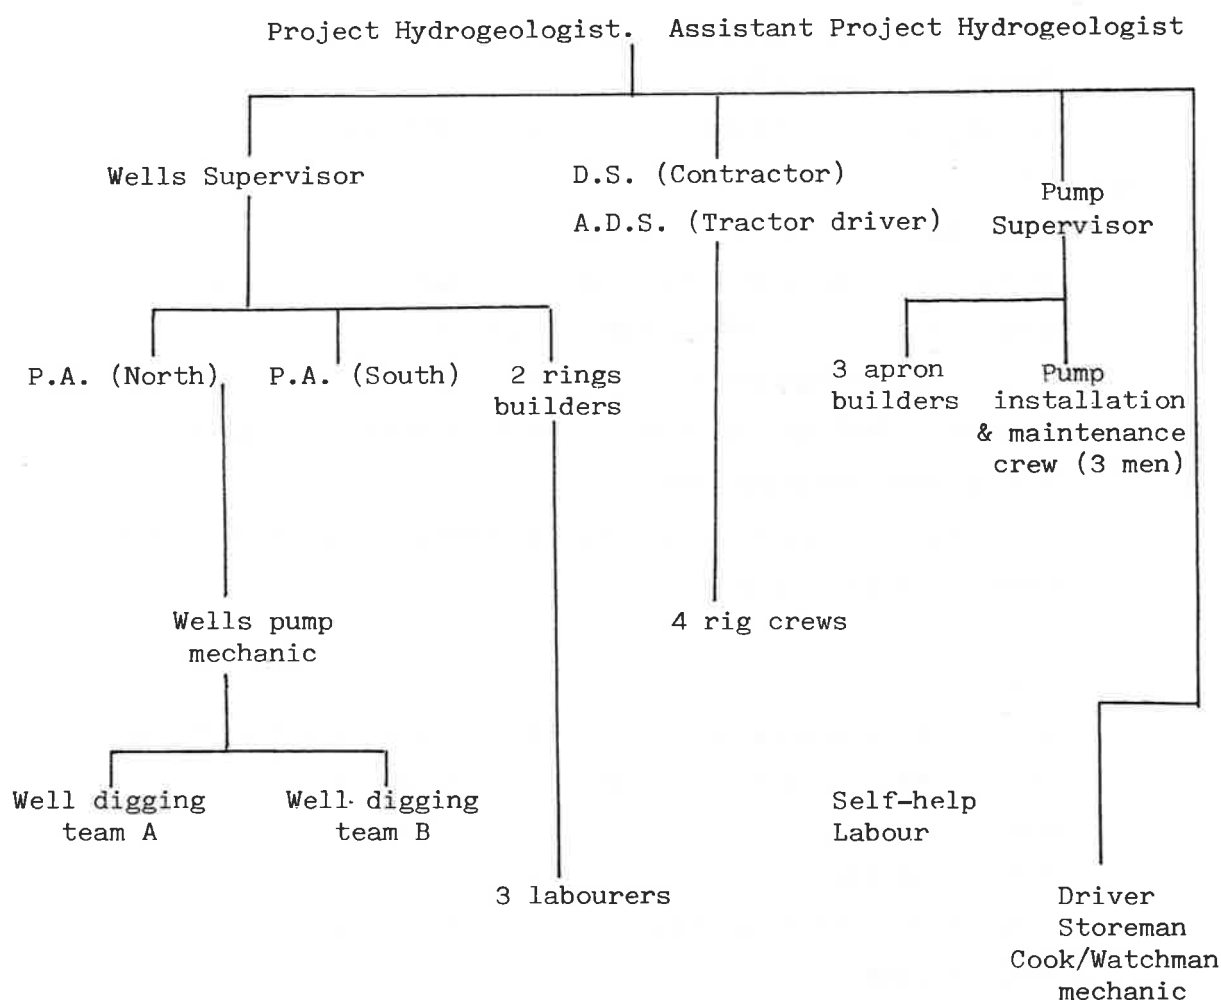 Project Hydrogeologist. Assistant Project Hydrogeologist
Wells Supervisor
D.S. (Contractor)
A.D.S. (Tractor driver)
Pump
Supervisor
P.A. (North)
P.A. (South)
2 rings
builders
3 apron
builders
Pump
installation
& maintenance
crew (3 men)
Wells pump
mechanic
4 rig crews
Well digging
team A
Well digging
team B
Self-help
Labour
3 labourers
Driver
Storeman
Cook/Watchman
mechanic